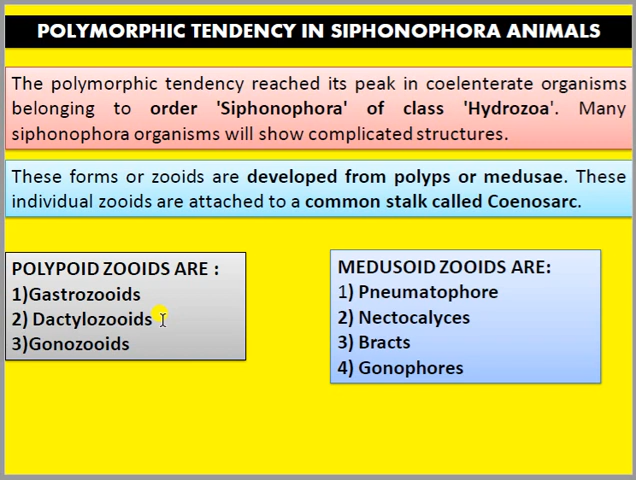 POLYMORPHIC TENDENCY IN SIPHONOPHORA ANIMALS
The polymorphic tendency reached its peak in coelenterate organisms
belonging to order 'Siphonophora' of class 'Hydrozoa'. Many
siphonophora organisms will show complicated structures.
These forms or zooids are developed from polyps or medusae. These
individual zooids are attached to a common stalk called Coenosarc.
POLYPOID ZOOIDS ARE :
1)Gastrozooids
2) Dactylozooids
3)Gonozooids
MEDUSOID ZOOIDS ARE:
1) Pneumatophore
2) Nectocalyces
3) Bracts
4) Gonophores